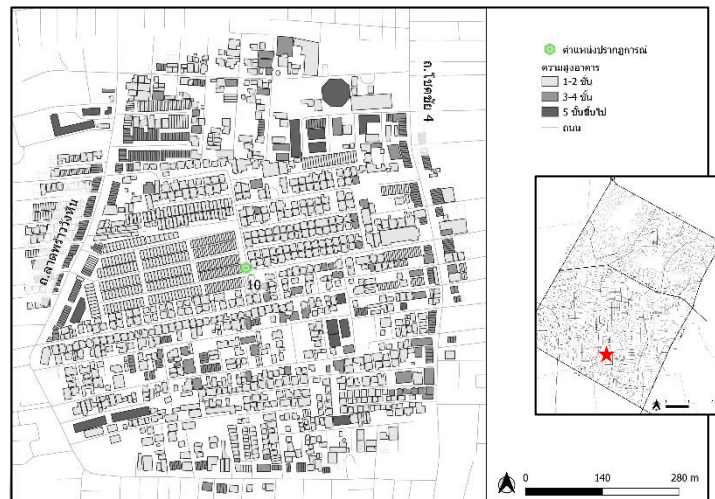 ถ.โชคชัย 4
ถ.ลาดพร้าววังหิน
10
ตำแหน่งปรากฏการณ์
ความสูงอาคาร
1-2 ชั้น
3-4 ชั้น
5 ชั้นขึ้นไป
ถนน
0 140 280 m